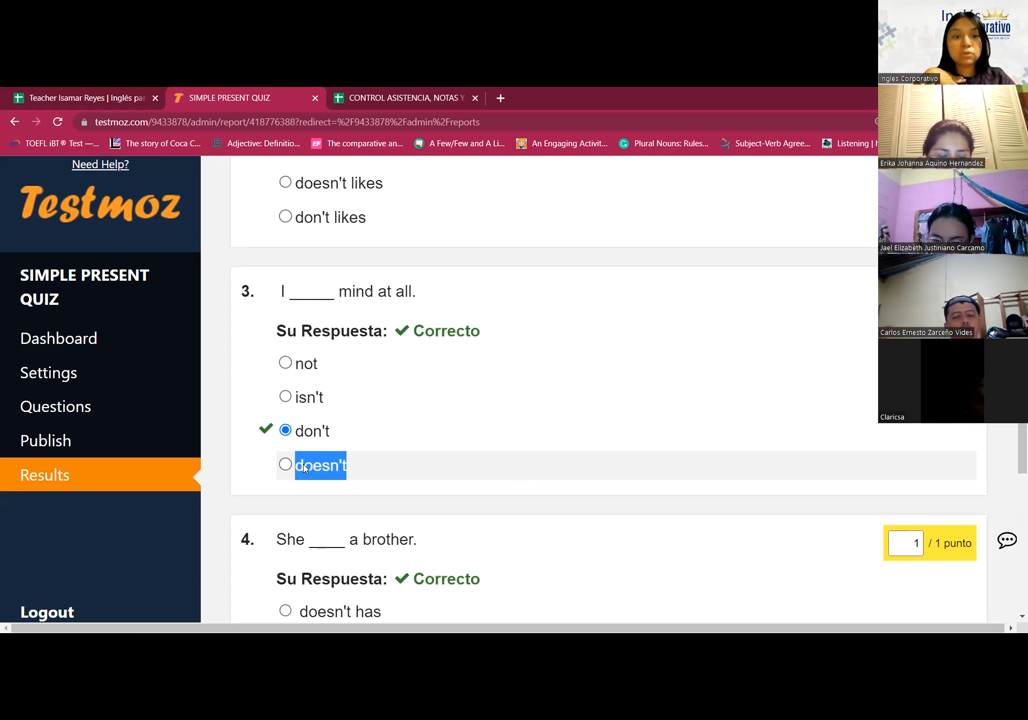 Teacher Isamar Reyes | Inglés pa
SIMPLE PRESENT QUIZ
CONTROL ASISTENCIA, NOTAS Y
testmoz.com/9433878/admin/report/418776388?redirect=%2F9433878%2Fadmin%2Freports
TOEFL iBT® Test —...
The story of Coca C...
Adjective: Definitio...
The comparative an...
A Few/Few and A Li...
An Engaging Activit...
Plural Nouns: Rules...
Subject-Verb Agree...
Listening |
Need Help?
Testmoz
SIMPLE PRESENT
QUIZ
Dashboard
Settings
Questions
Publish
Results
Logout
doesn't likes
don't likes
3. I _____ mind at all.
Su Respuesta: ✔ Correcto
not
isn't
don't
doesn't
4. She ____ a brother.
1 / 1 punto
Su Respuesta: ✔ Correcto
doesn't has
Ingles Corporativo
Erika Johanna Aquino Hernandez
Jael Elizabeth Justiniano Carcamo
Carlos Ernesto Zarceño Vides
Claricsa